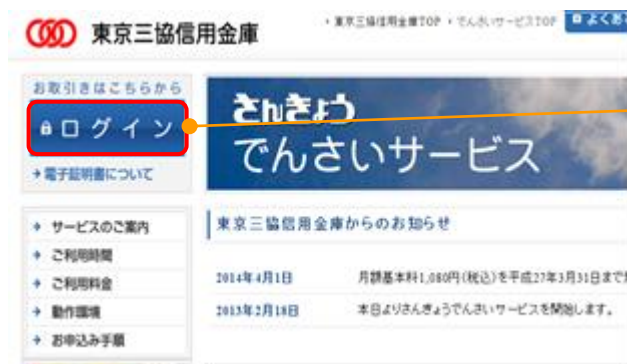 東京三協信用金庫
・東京三協信用金庫TOP ・でんさいサービスTOP よくある
お取引きはこちらから
ログイン
電子証明書について
さんきょう
でんさいサービス
サービスのご案内
ご利用時間
ご利用料金
動作環境
お申込み手順
東京三協信用金庫からのお知らせ
2014年4月1日 月額基本料1,080円(税込)を平成27年3月31日まで
2013年2月18日 本日よりさんきょうでんさいサービスを開始します。